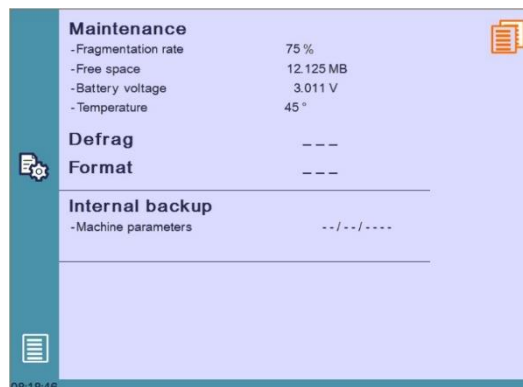 Maintenance
-Fragmentation rate 75 %
-Free space 12.125 MB
-Battery voltage 3.011 V
-Temperature 45 °
Defrag _ _ _
Format _ _ _
Internal backup
-Machine parameters --/--/----